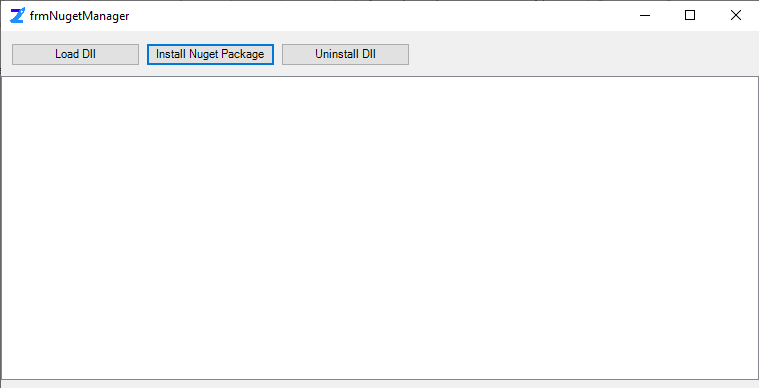 frmNugetManager
Load Dll Install Nuget Package Uninstall Dll